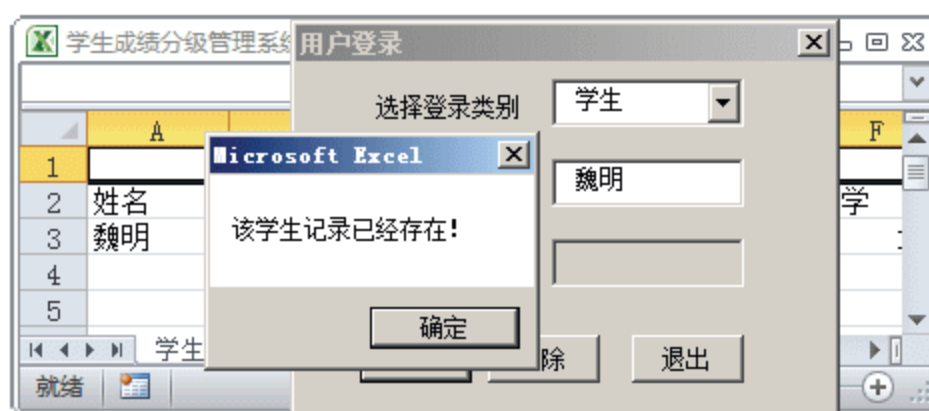 学生成绩分级管理系统
用户登录
选择登录类别
学生
A
F
Microsoft Excel
1
魏明
2
姓名
学
该学生记录已经存在!
3
魏明
4
5
确定
学生
除
退出
就绪